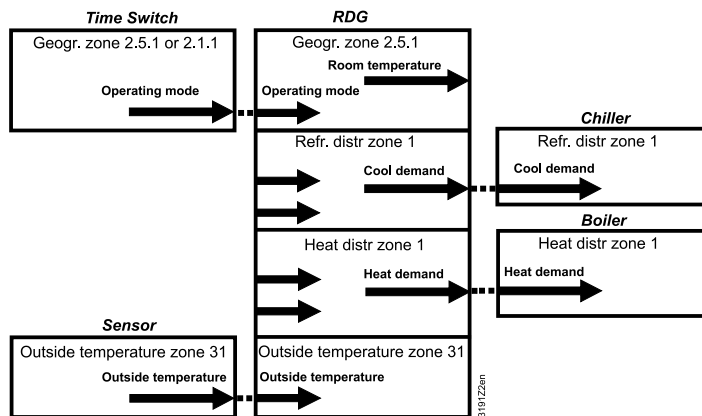 Time Switch
RDG
Geogr. zone 2.5.1 or 2.1.1
Geogr. zone 2.5.1
Room temperature
Operating mode
Operating mode
Chiller
Refr. distr zone 1
Refr. distr zone 1
Cool demand
Cool demand
Boiler
Heat distr zone 1
Heat distr zone 1
Heat demand
Heat demand
Sensor
Outside temperature zone 31
Outside temperature zone 31
Outside temperature
Outside temperature
3191Z2en